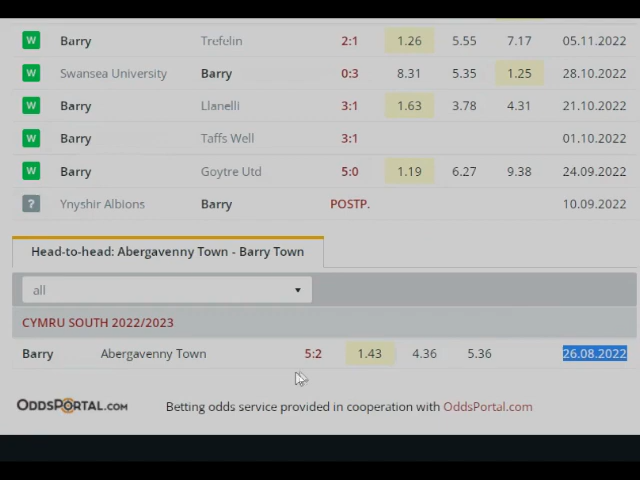 W Barry Trefelin 2:1 1.26 5.55 7.17 05.11.2022
W Swansea University Barry 0:3 8.31 5.35 1.25 28.10.2022
W Barry Llanelli 3:1 1.63 3.78 4.31 21.10.2022
W Barry Taffs Well 3:1 01.10.2022
W Barry Goytre Utd 5:0 1.19 6.27 9.38 24.09.2022
? Ynyshir Albions Barry POSTP. 10.09.2022
Head-to-head: Abergavenny Town - Barry Town
all
CYMRU SOUTH 2022/2023
Barry Abergavenny Town 5:2 1.43 4.36 5.36 26.08.2022
ODDSPORTAL.COM Betting odds service provided in cooperation with OddsPortal.com